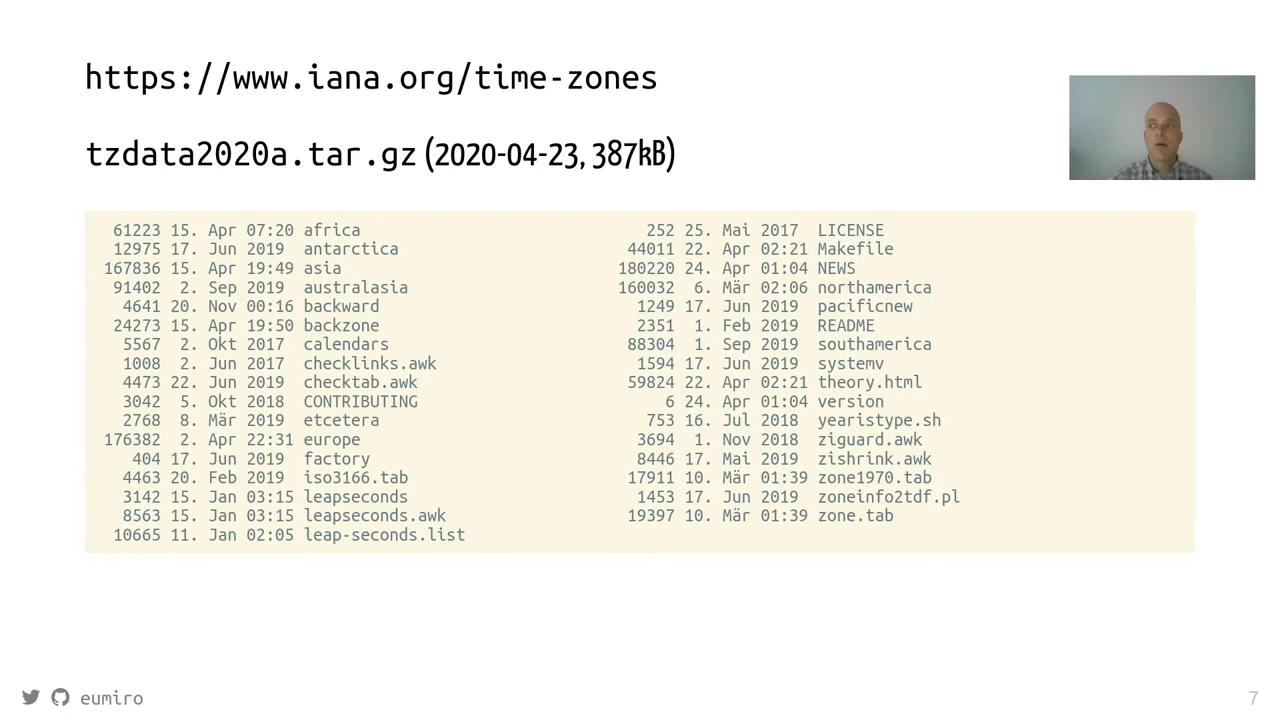 https://www.iana.org/time-zones
tzdata2020a.tar.gz (2020-04-23, 387kB)
61223 15. Apr 07:20 africa
12975 17. Jun 2019 antarctica
167836 15. Apr 19:49 asia
91402 2. Sep 2019 australasia
4641 20. Nov 00:16 backward
24273 15. Apr 19:50 backzone
5567 2. Okt 2017 calendars
1008 2. Jun 2017 checklinks.awk
4473 22. Jun 2019 checktab.awk
3042 5. Okt 2018 CONTRIBUTING
2768 8. Mär 2019 etcetera
176382 2. Apr 22:31 europe
404 17. Jun 2019 factory
4463 20. Feb 2019 iso3166.tab
3142 15. Jan 03:15 leapseconds
8563 15. Jan 03:15 leapseconds.awk
10665 11. Jan 02:05 leap-seconds.list
252 25. Mai 2017 LICENSE
44011 22. Apr 02:21 Makefile
180220 24. Apr 01:04 NEWS
160032 6. Mär 02:06 northamerica
1249 17. Jun 2019 pacificnew
2351 1. Feb 2019 README
88304 1. Sep 2019 southamerica
1594 17. Jun 2019 systemv
59824 22. Apr 02:21 theory.html
6 24. Apr 01:04 version
753 16. Jul 2018 yearistype.sh
3694 1. Nov 2018 ziguard.awk
8446 17. Mai 2019 zishrink.awk
17911 10. Mär 01:39 zone1970.tab
1453 17. Jun 2019 zoneinfo2tdf.pl
19397 10. Mär 01:39 zone.tab
eumiro
7